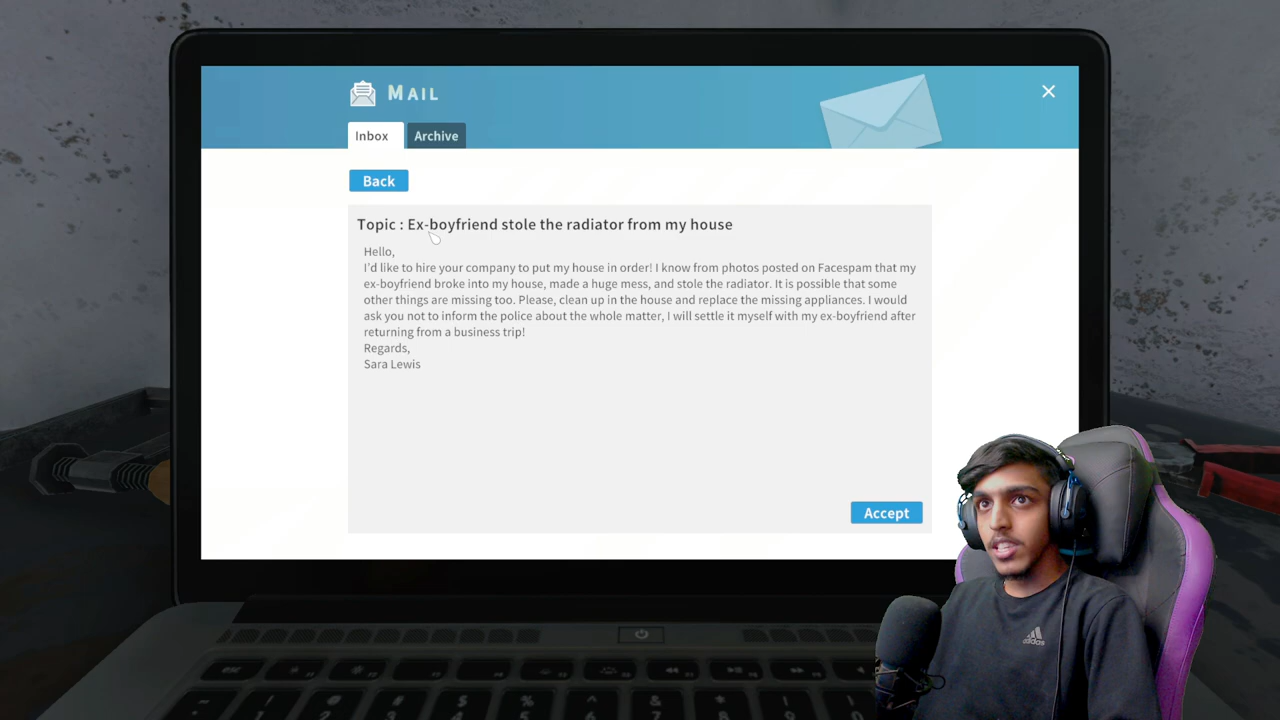 MAIL
Inbox
Archive
Back
Topic : Ex-boyfriend stole the radiator from my house
Hello,
I'd like to hire your company to put my house in order! I know from photos posted on Facespam that my
ex-boyfriend broke into my house, made a huge mess, and stole the radiator. It is possible that some
other things are missing too. Please, clean up in the house and replace the missing appliances. I would
ask you not to inform the police about the whole matter, I will settle it myself with my ex-boyfriend after
returning from a business trip!
Regards,
Sara Lewis
Accept
adidas